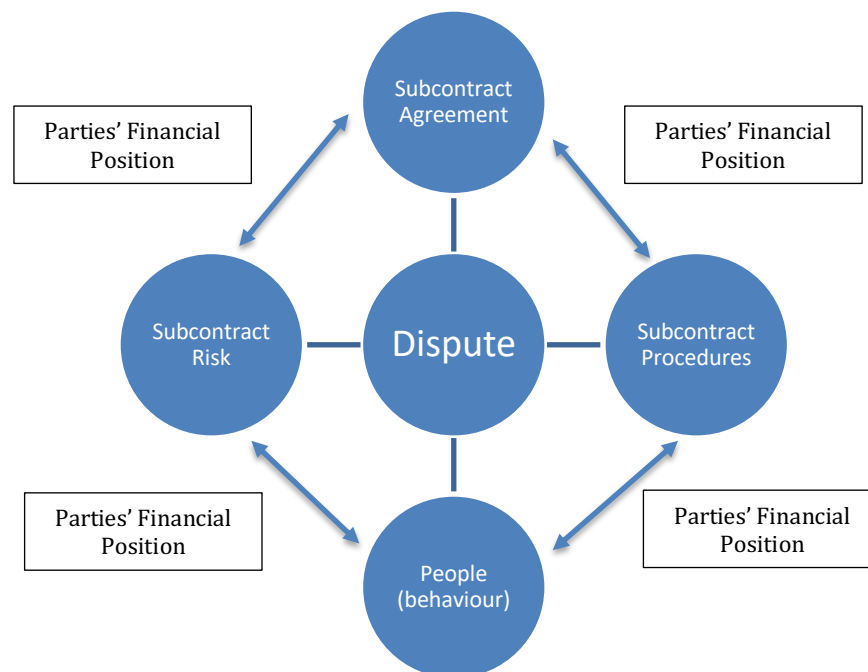 Subcontract
Agreement
Parties’ Financial
Position
Parties’ Financial
Position
Subcontract
Risk
Dispute
Subcontract
Procedures
Parties’ Financial
Position
Parties’ Financial
Position
People
(behaviour)